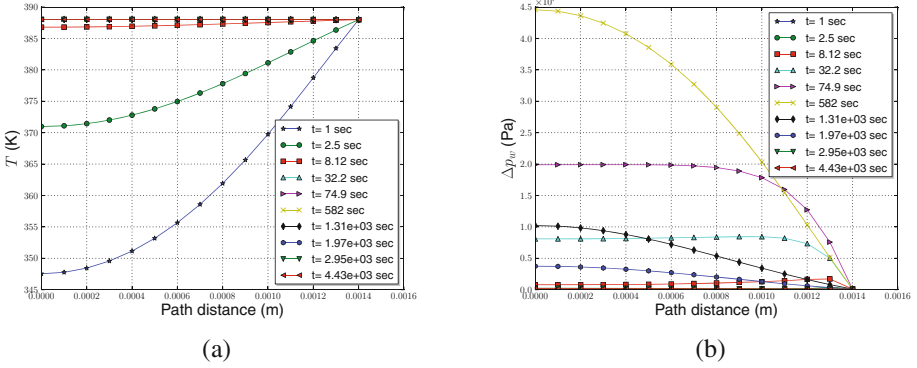 390
385
380
375
370
365
360
355
350
345
T (K)
0.0000 0.0002 0.0004 0.0006 0.0008 0.0010 0.0012 0.0014 0.0016
Path distance (m)
t= 1 sec
t= 2.5 sec
t= 8.12 sec
t= 32.2 sec
t= 74.9 sec
t= 582 sec
t= 1.31e+03 sec
t= 1.97e+03 sec
t= 2.95e+03 sec
t= 4.43e+03 sec
(a)
4.5
4.0
3.5
3.0
2.5
2.0
1.5
1.0
0.5
0.0
Δp_w (Pa)
0.0000 0.0002 0.0004 0.0006 0.0008 0.0010 0.0012 0.0014 0.0016
Path distance (m)
t= 1 sec
t= 2.5 sec
t= 8.12 sec
t= 32.2 sec
t= 74.9 sec
t= 582 sec
t= 1.31e+03 sec
t= 1.97e+03 sec
t= 2.95e+03 sec
t= 4.43e+03 sec
(b)